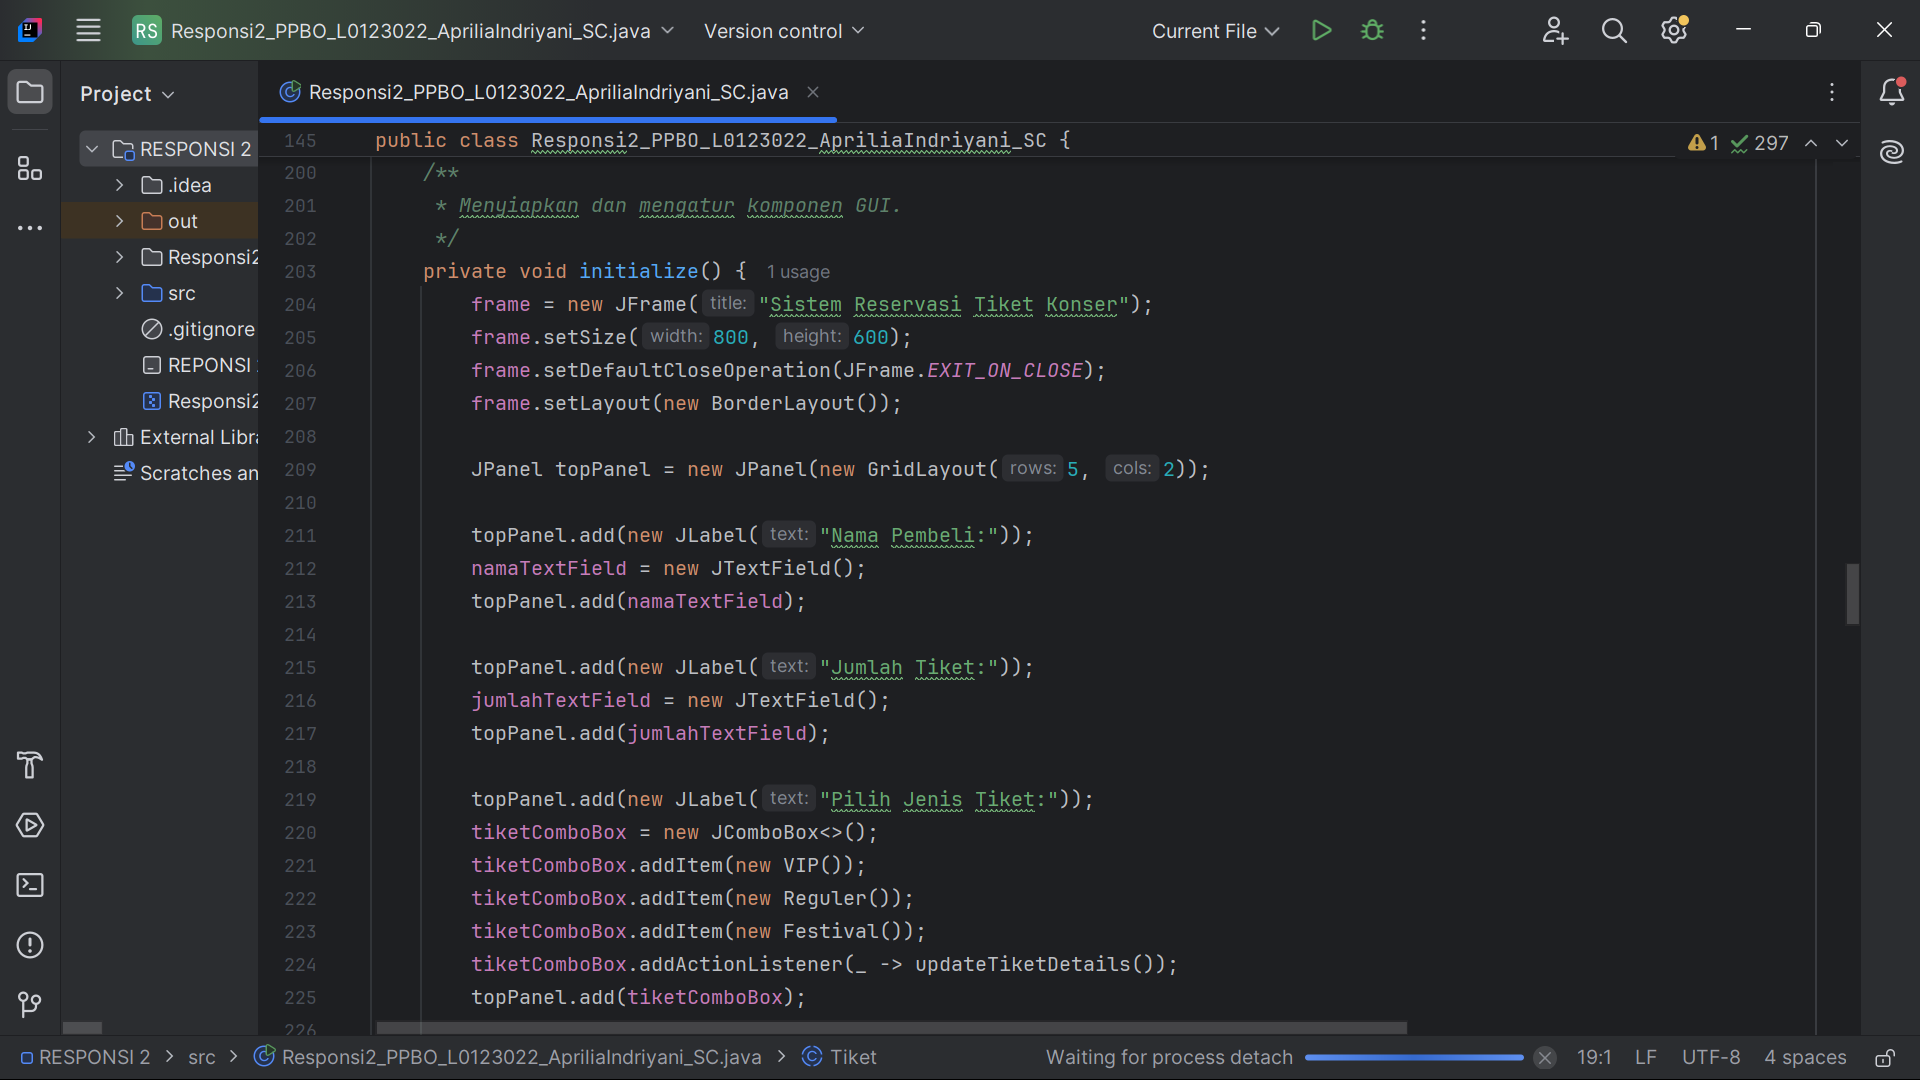 RS Responsi2_PPBO_L0123022_ApriliaIndriyani_SC.java Version control Current File
Project
RESPONSI 2
.idea
out
Responsi2
src
.gitignore
REPONSI
Responsi2
External Libra
Scratches an
Responsi2_PPBO_L0123022_ApriliaIndriyani_SC.java
145 public class Responsi2_PPBO_L0123022_ApriliaIndriyani_SC {
1 297
200 /**
201 * Menyiapkan dan mengatur komponen GUI.
202 */
203 private void initialize() { 1 usage
204 frame = new JFrame( title: "Sistem Reservasi Tiket Konser");
205 frame.setSize( width: 800, height: 600);
206 frame.setDefaultCloseOperation(JFrame.EXIT_ON_CLOSE);
207 frame.setLayout(new BorderLayout());
208
209 JPanel topPanel = new JPanel(new GridLayout( rows: 5, cols: 2));
210
211 topPanel.add(new JLabel( text: "Nama Pembeli:"));
212 namaTextField = new JTextField();
213 topPanel.add(namaTextField);
214
215 topPanel.add(new JLabel( text: "Jumlah Tiket:"));
216 jumlahTextField = new JTextField();
217 topPanel.add(jumlahTextField);
218
219 topPanel.add(new JLabel( text: "Pilih Jenis Tiket:"));
220 tiketComboBox = new JComboBox<>();
221 tiketComboBox.addItem(new VIP());
222 tiketComboBox.addItem(new Reguler());
223 tiketComboBox.addItem(new Festival());
224 tiketComboBox.addActionListener(_ -> updateTiketDetails());
225 topPanel.add(tiketComboBox);
226
RESPONSI 2 > src > Responsi2_PPBO_L0123022_ApriliaIndriyani_SC.java > Tiket
Waiting for process detach 19:1 LF UTF-8 4 spaces